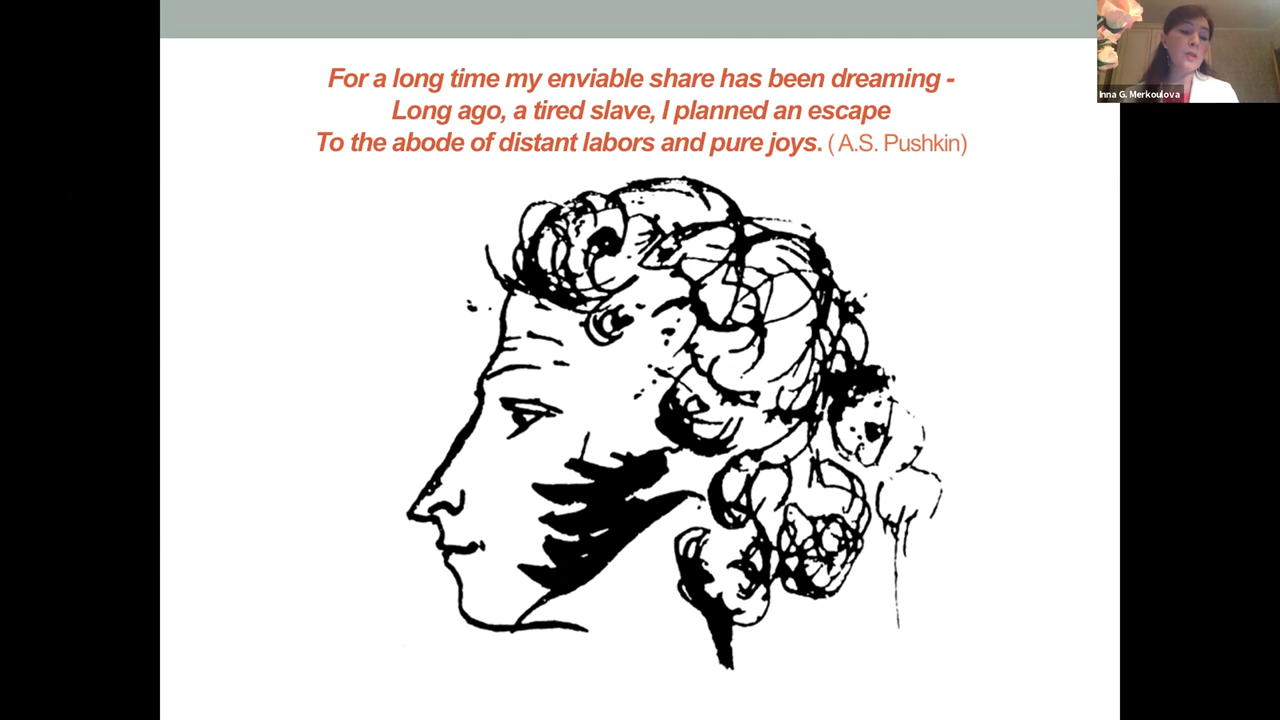 For a long time my enviable share has been dreaming -
Long ago, a tired slave, I planned an escape
To the abode of distant labors and pure joys. ( A.S. Pushkin)
Inna G. Merkoulova